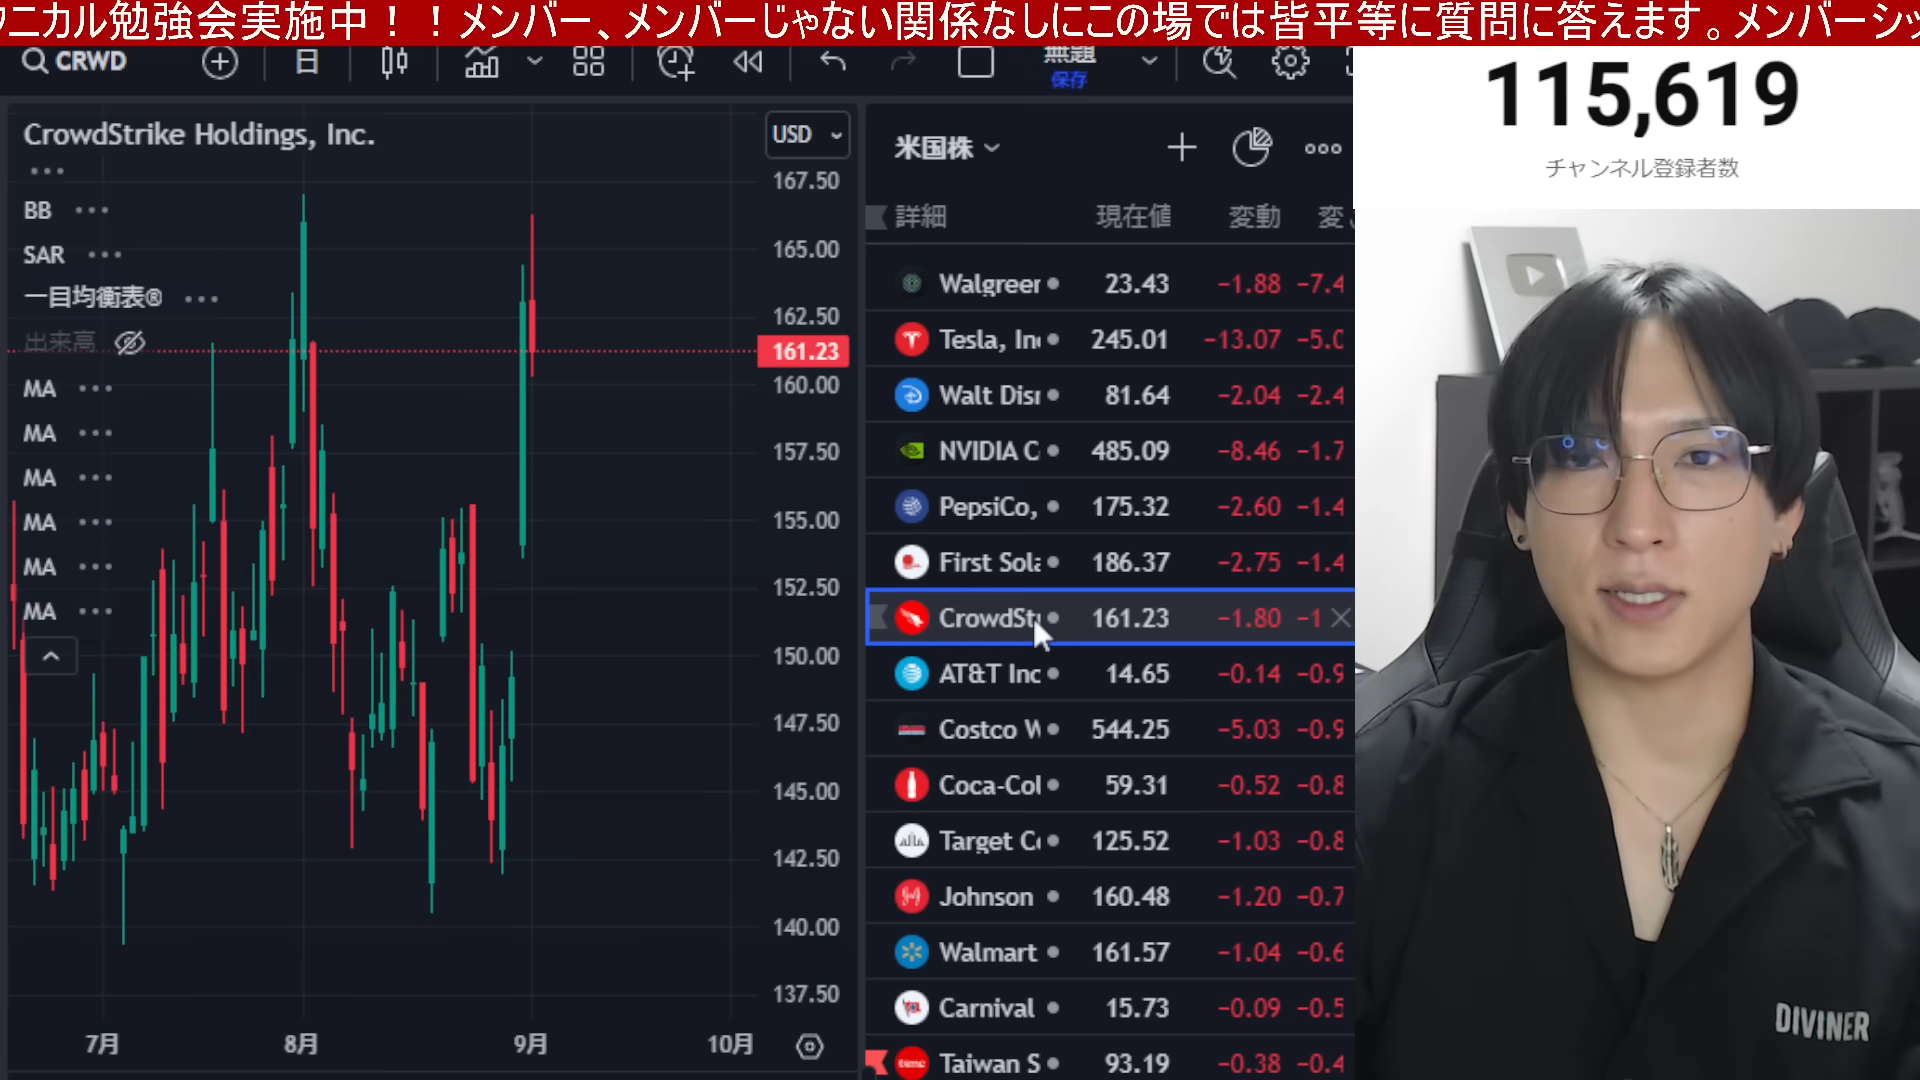 ニカル勉強会実施中！！メンバー、メンバーじゃない関係なしにこの場では皆平等に質問に答えます。メンバーシッ
CRWD
日
無題
保存
115,619
チャンネル登録者数
CrowdStrike Holdings, Inc.
USD
BB
SAR
一目均衡表®
出来高
MA
MA
MA
MA
MA
MA
167.50
165.00
162.50
161.23
160.00
157.50
155.00
152.50
150.00
147.50
145.00
142.50
140.00
137.50
7月
8月
9月
10月
米国株
詳細 現在値 変動 変
Walgreer 23.43 −1.88 −7.4
Tesla, In 245.01 −13.07 −5.0
Walt Dis 81.64 −2.04 −2.4
NVIDIA C 485.09 −8.46 −1.7
PepsiCo, 175.32 −2.60 −1.4
First Sola 186.37 −2.75 −1.4
CrowdSt 161.23 −1.80 −1
AT&T Inc 14.65 −0.14 −0.9
Costco W 544.25 −5.03 −0.9
Coca-Col 59.31 −0.52 −0.8
Target C 125.52 −1.03 −0.8
Johnson 160.48 −1.20 −0.7
Walmart 161.57 −1.04 −0.6
Carnival 15.73 −0.09 −0.5
Taiwan S 93.19 −0.38 −0.4
DIVINER